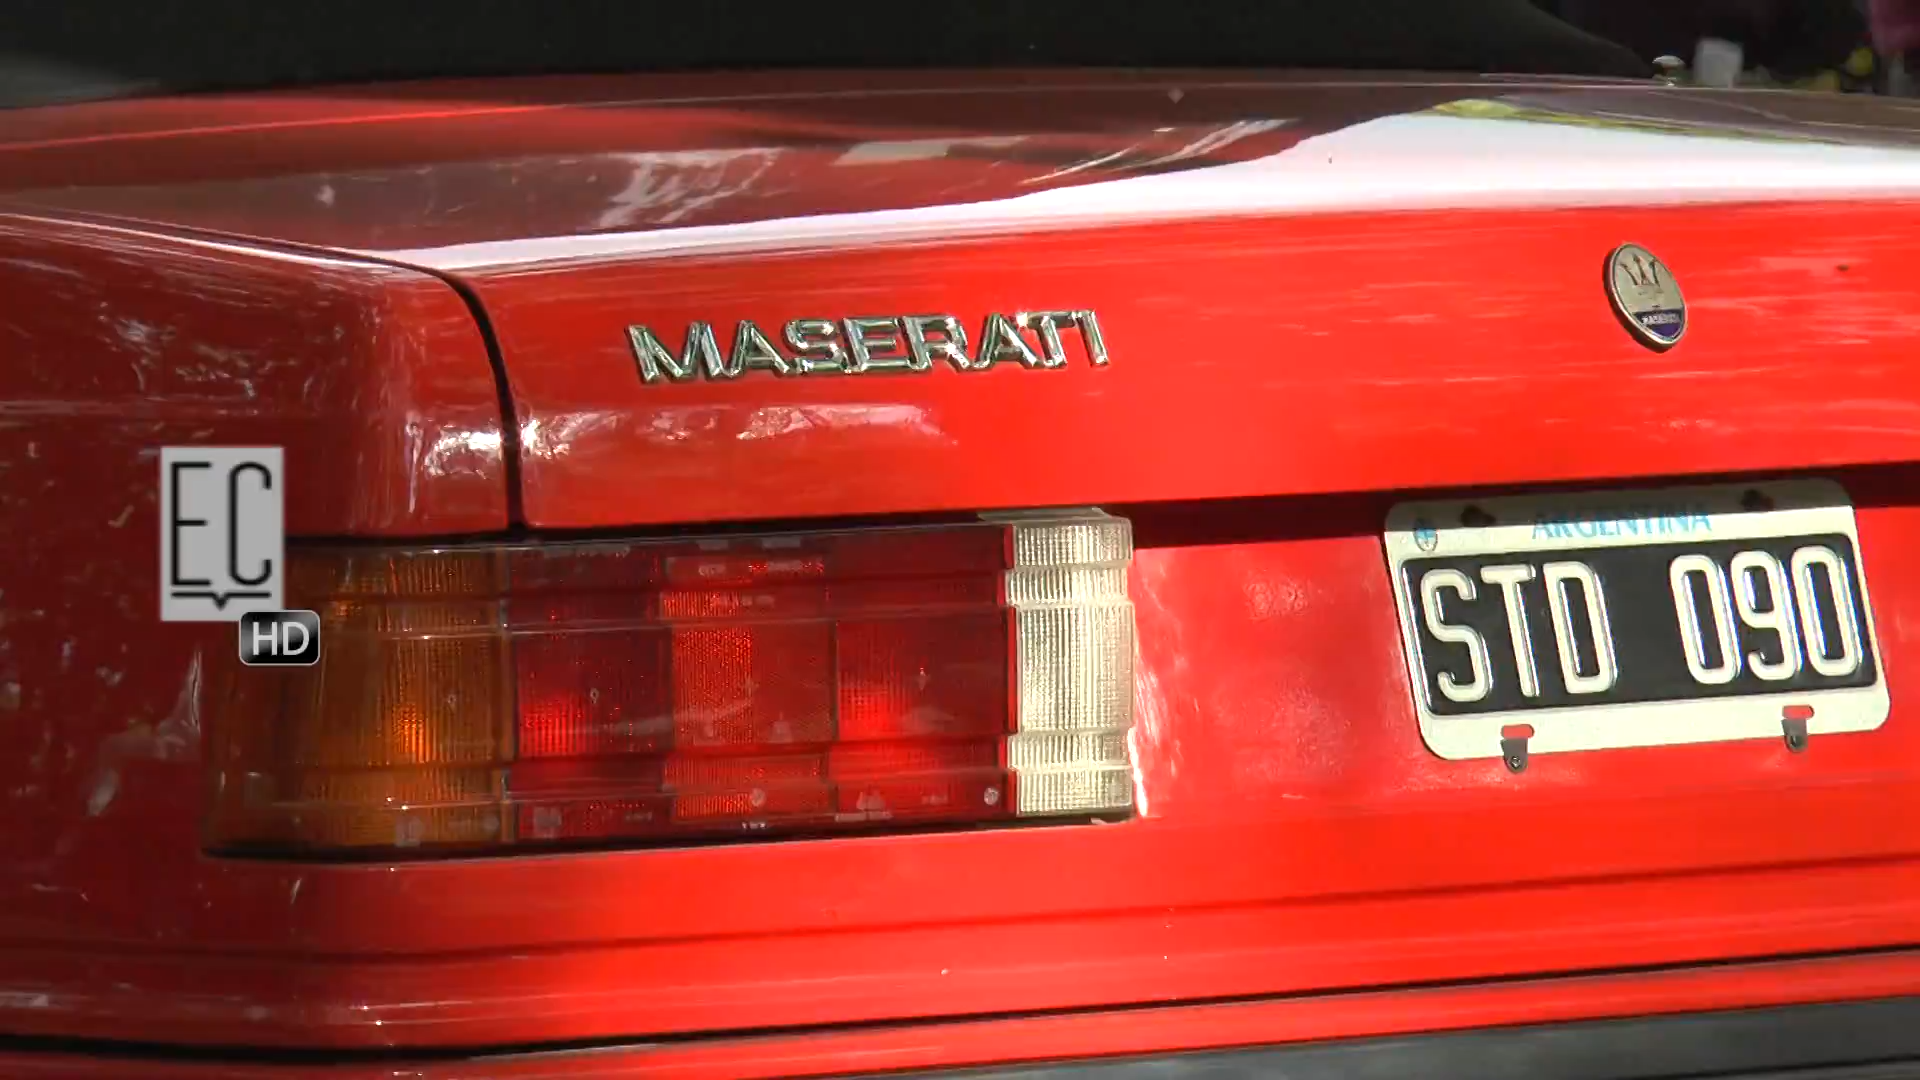 MASERATI
EC
HD
ARGENTINA
STD 090